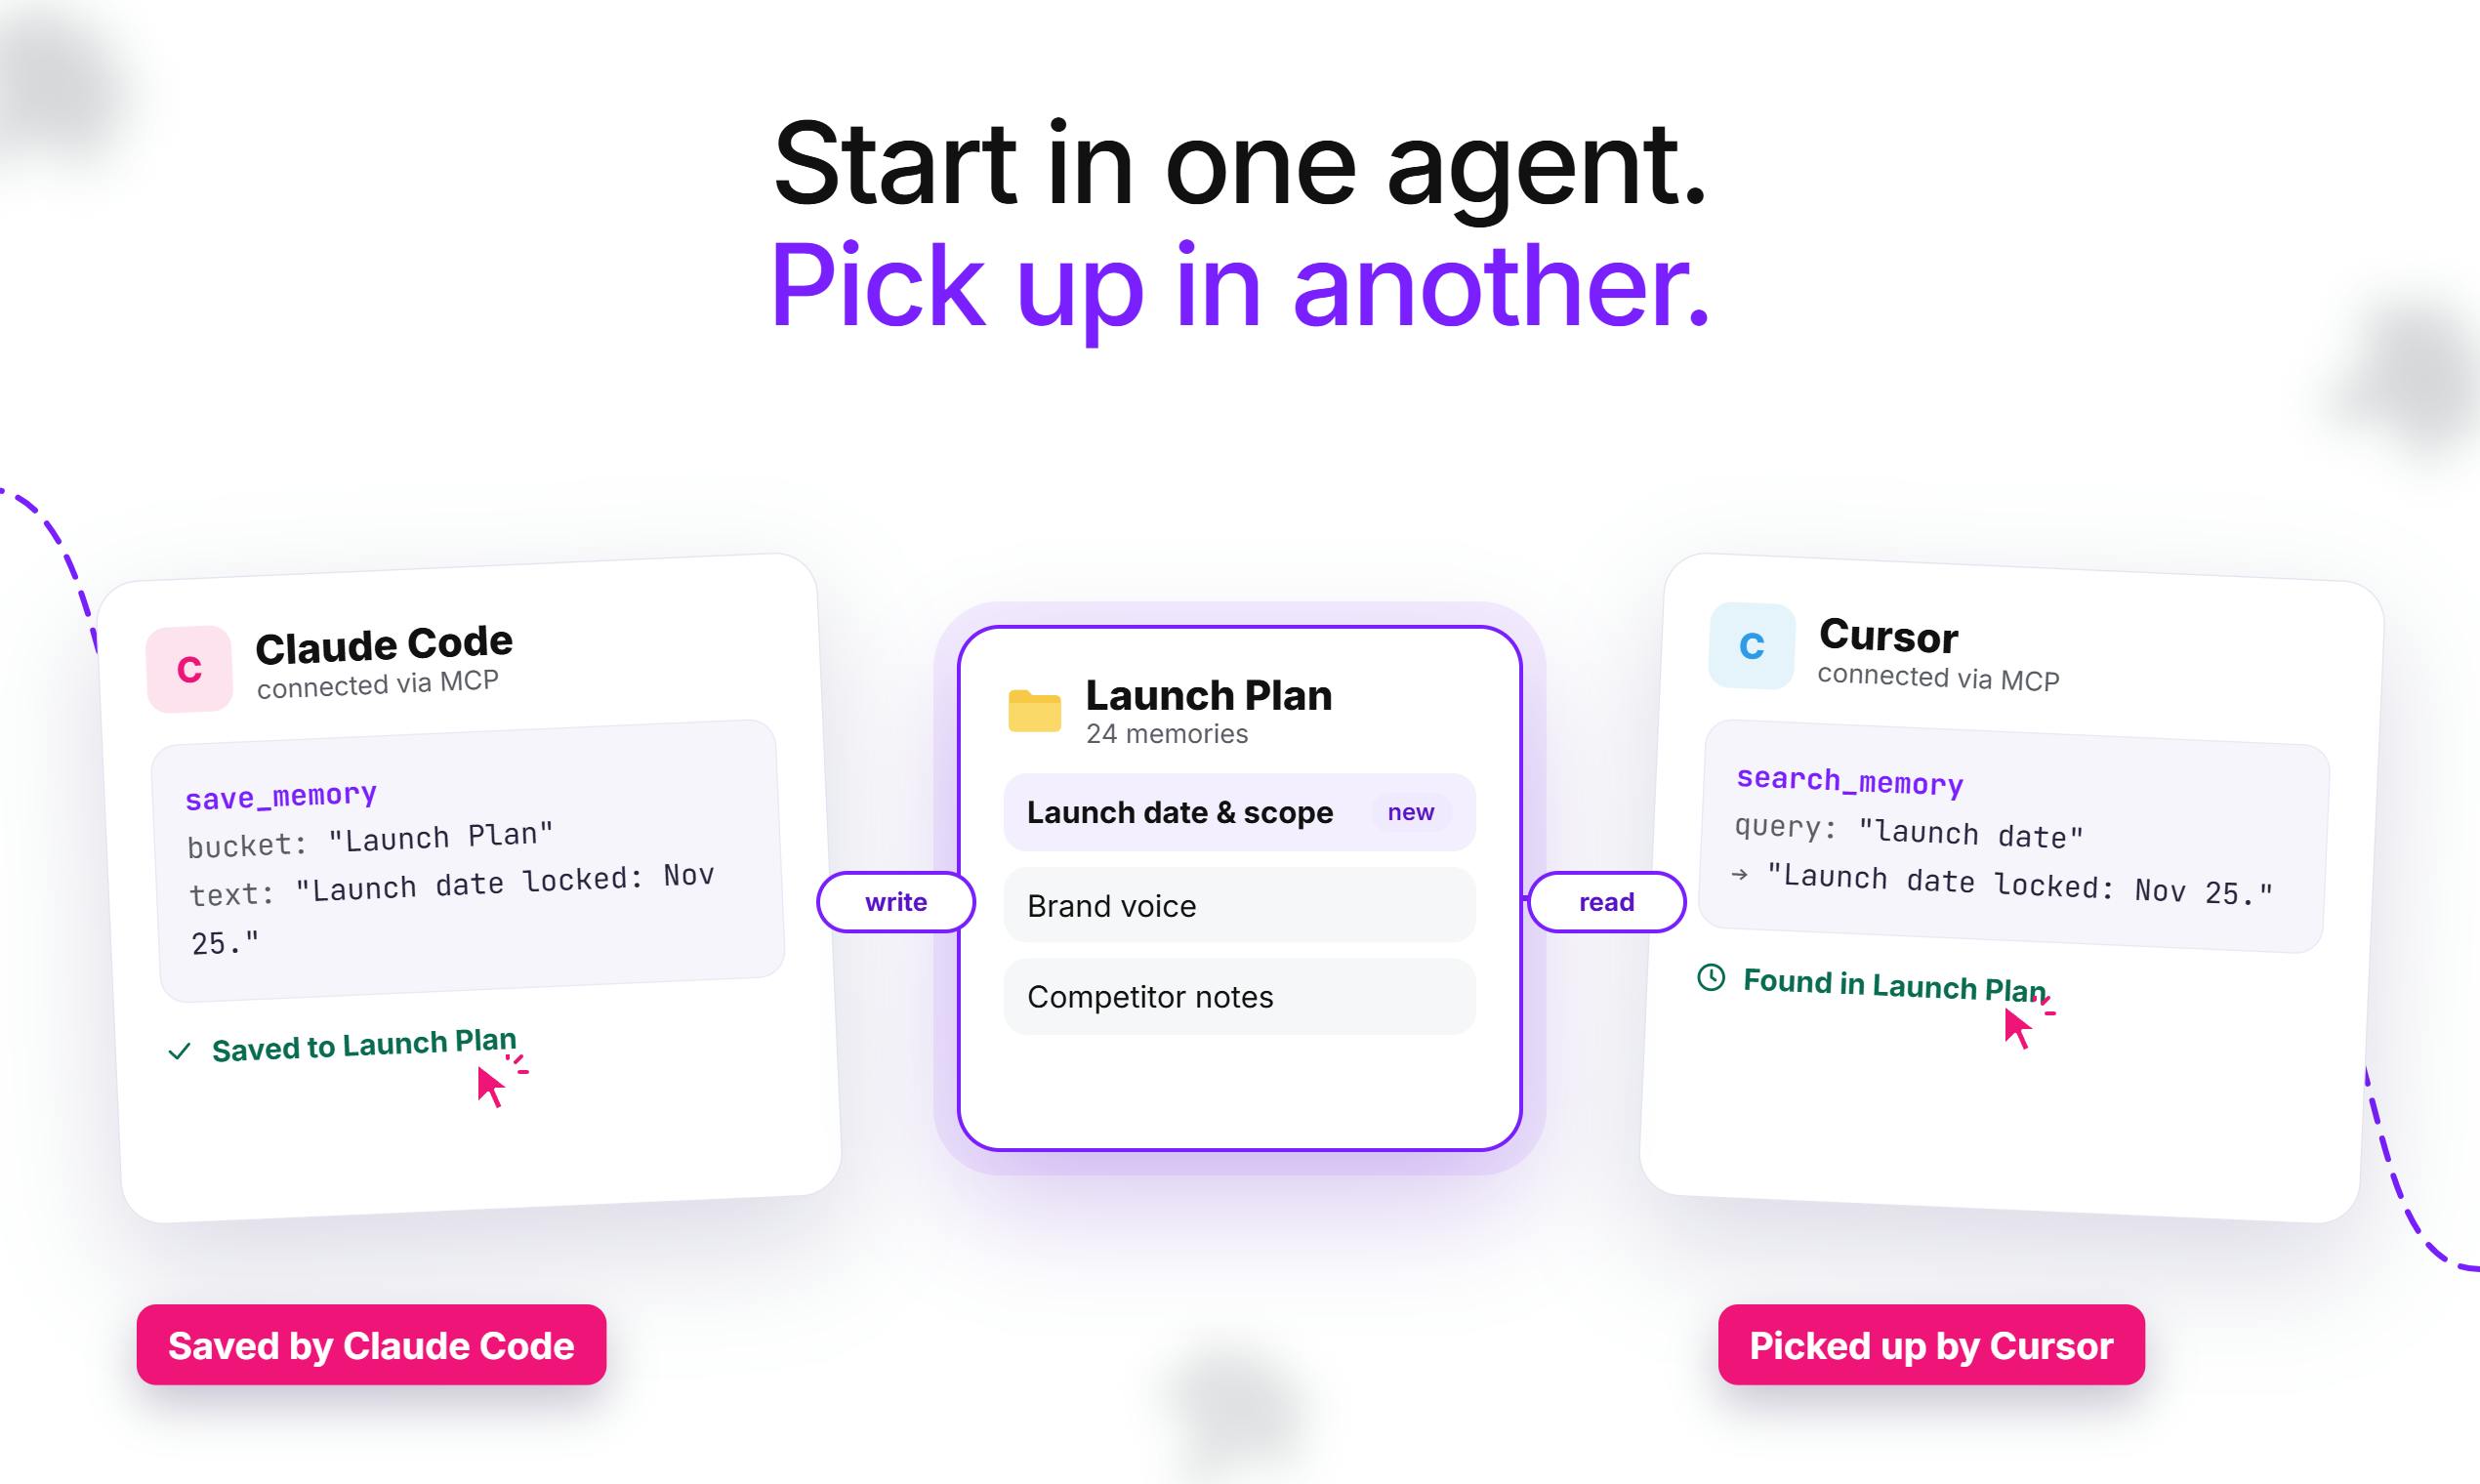 Start in one agent.
Pick up in another.
C
Claude Code
connected via MCP
save_memory
bucket: "Launch Plan"
text: "Launch date locked: Nov
25."
Saved to Launch Plan
write
Launch Plan
24 memories
Launch date & scope
new
Brand voice
Competitor notes
read
C
Cursor
connected via MCP
search_memory
query: "launch date"
→ "Launch date locked: Nov 25."
Found in Launch Plan
Saved by Claude Code
Picked up by Cursor